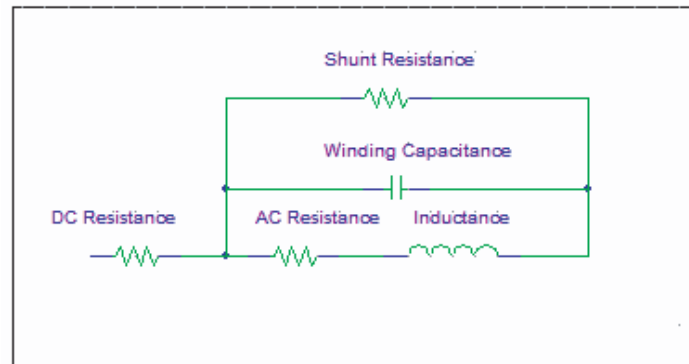 Shunt Resistance
Winding Capacitance
DC Resistance AC Resistance Inductance